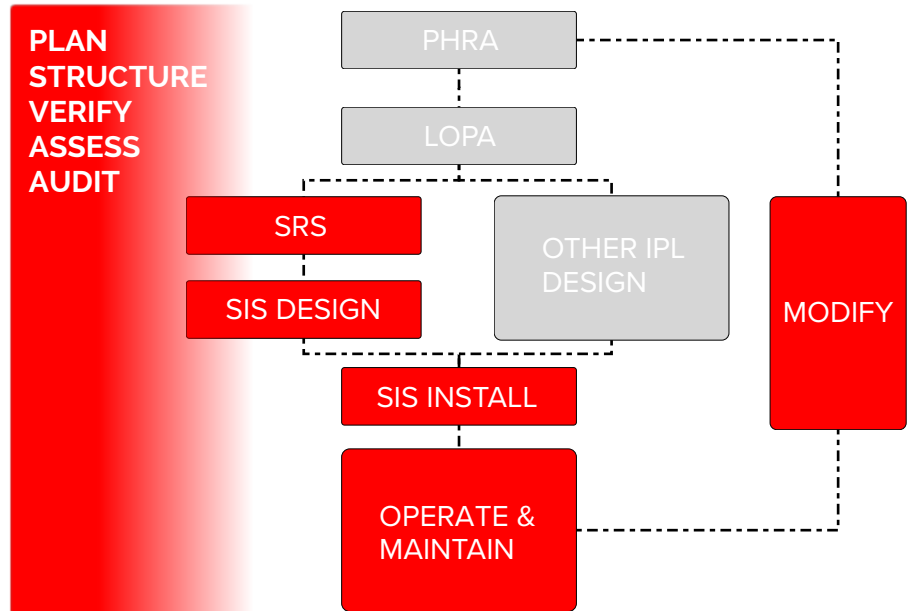 PLAN
STRUCTURE
VERIFY
ASSESS
AUDIT
PHRA
LOPA
SRS
SIS DESIGN
OTHER IPL
DESIGN
MODIFY
SIS INSTALL
OPERATE &
MAINTAIN